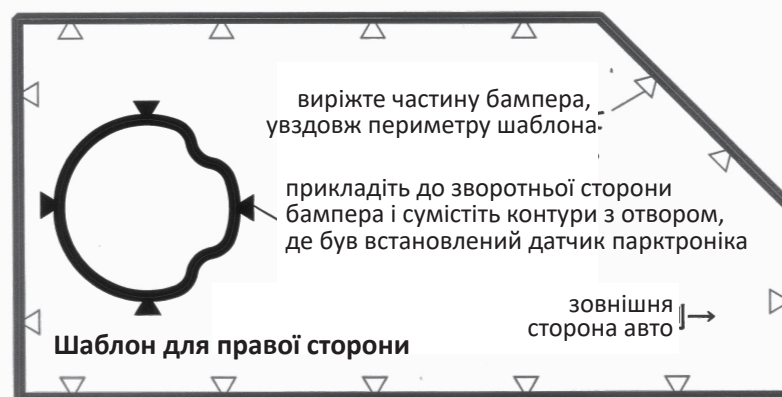 виріжте частину бампера,
увздовж периметру шаблона
прикладіть до зворотньої сторони
бампера і сумістіть контури з отвором,
де був встановлений датчик парктроніка
зовнішня
сторона авто
Шаблон для правої сторони